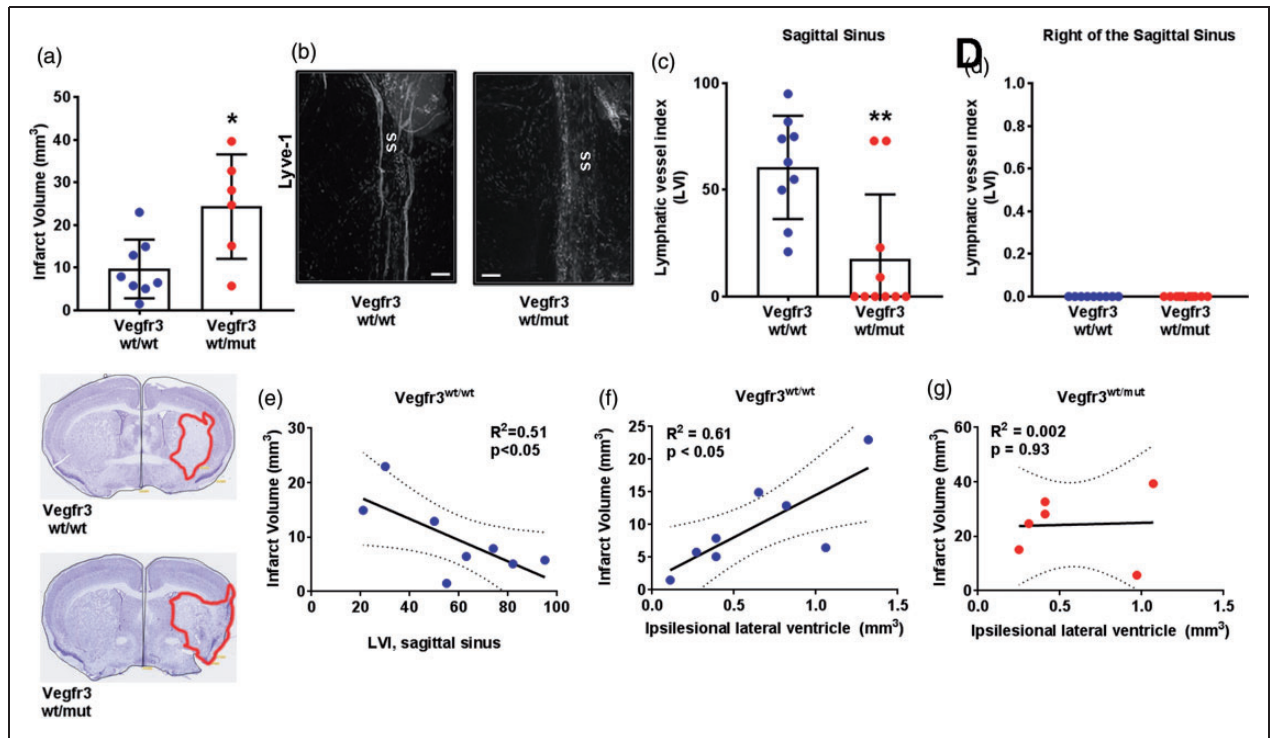 (a)
Infarct Volume (mm³)
50
40
30
20
10
0
*
Vegfr3
wt/wt
Vegfr3
wt/mut
(b)
Lyve-1
SS
SS
Vegfr3
wt/wt
Vegfr3
wt/mut
Sagittal Sinus
(c)
Lymphatic vessel index
(LVI)
100
50
0
**
Vegfr3
wt/wt
Vegfr3
wt/mut
Right of the Sagittal Sinus
D
(d)
Lymphatic vessel index
(LVI)
1.0
0.8
0.6
0.4
0.2
0.0
Vegfr3
wt/wt
Vegfr3
wt/mut
Vegfr3
wt/wt
Vegfr3
wt/mut
(e)
Vegfr3wt/wt
R²=0.51
p<0.05
Infarct Volume (mm³)
30
20
10
0
0 20 40 60 80 100
LVI, sagittal sinus
(f)
Vegfr3wt/wt
R² = 0.61
p < 0.05
Infarct Volume (mm³)
25
20
15
10
5
0
0.0 0.5 1.0 1.5
Ipsilesional lateral ventricle (mm³)
(g)
Vegfr3wt/mut
R² = 0.002
p = 0.93
Infarct Volume (mm³)
60
40
20
0
0.0 0.5 1.0 1.5
Ipsilesional lateral ventricle (mm³)